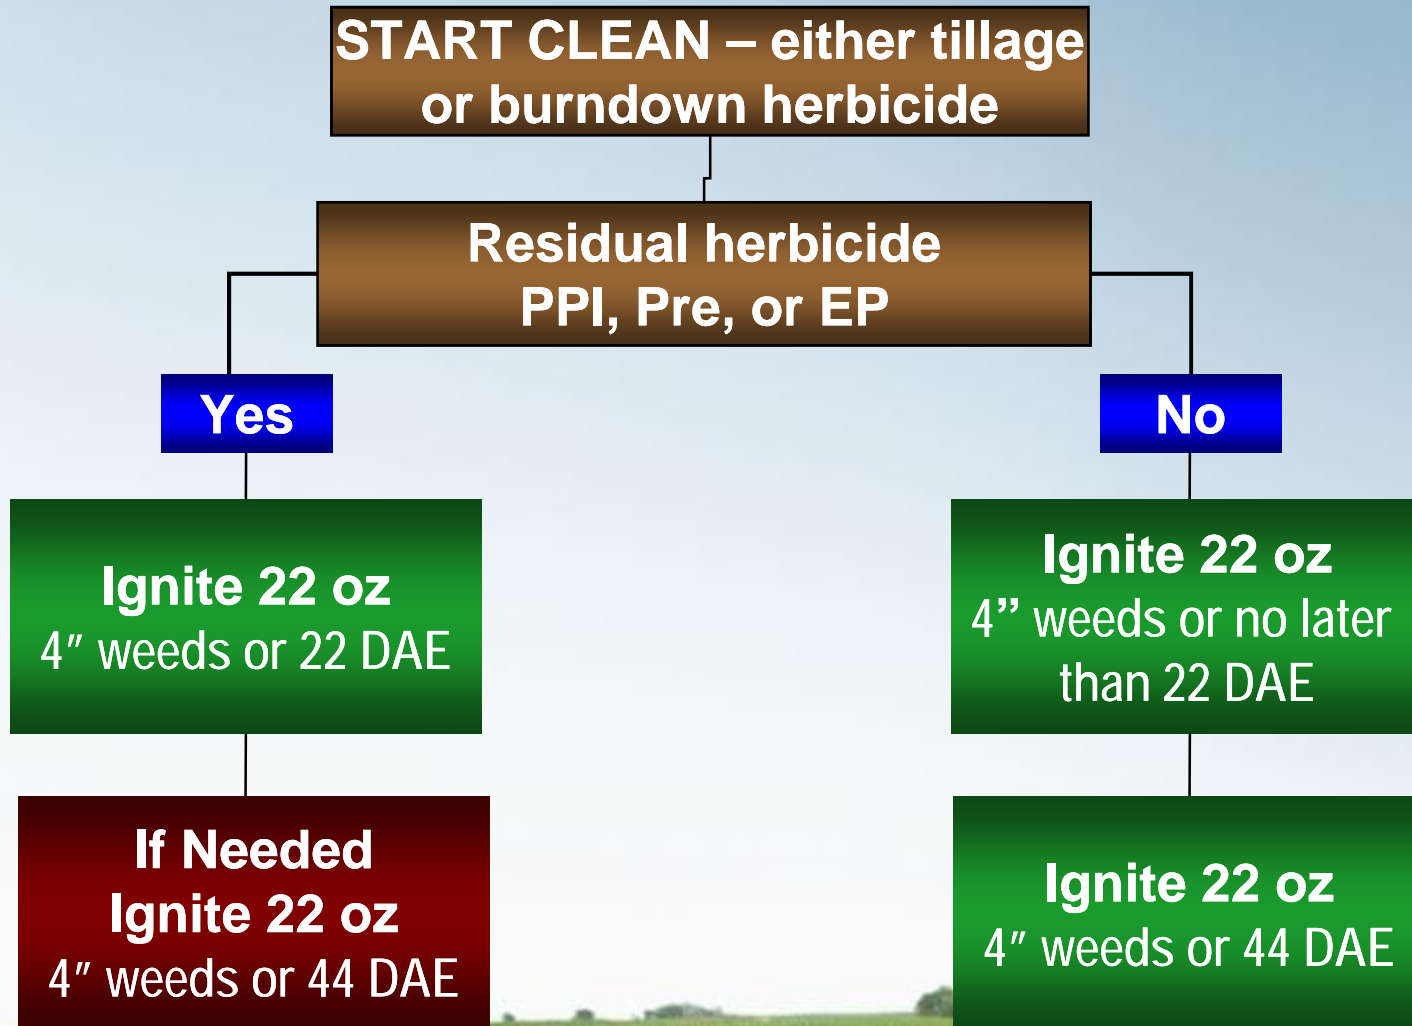 START CLEAN – either tillage
or burndown herbicide
Residual herbicide
PPI, Pre, or EP
Yes
No
Ignite 22 oz
4″ weeds or 22 DAE
Ignite 22 oz
4” weeds or no later
than 22 DAE
If Needed
Ignite 22 oz
4″ weeds or 44 DAE
Ignite 22 oz
4″ weeds or 44 DAE